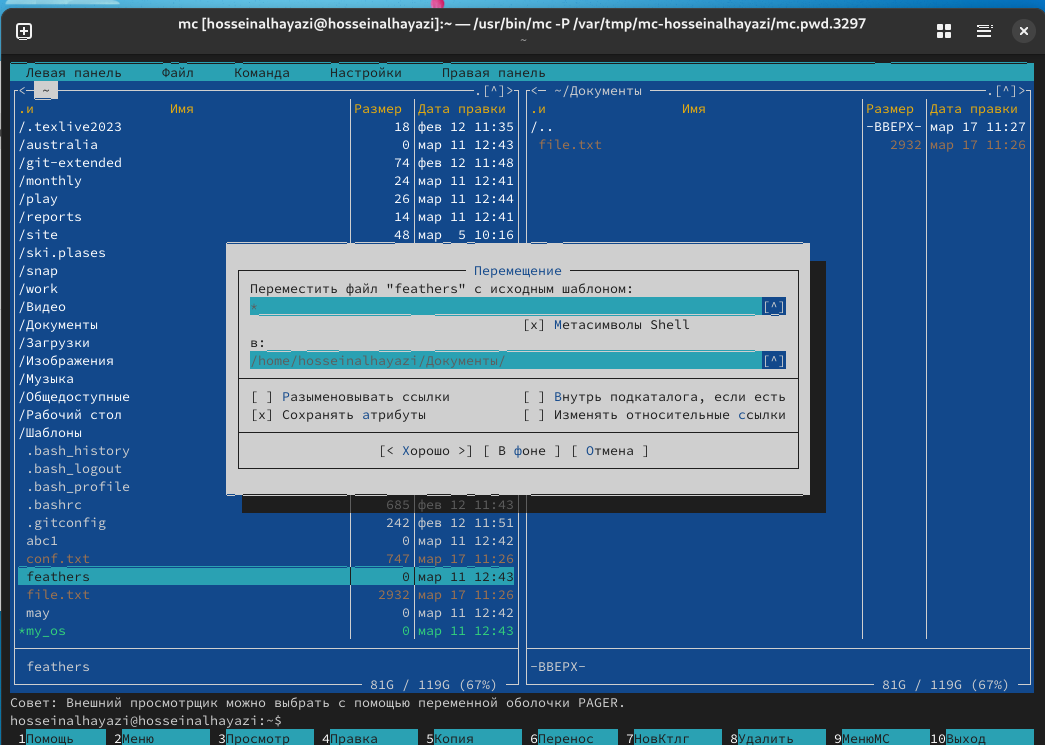 mc [hosseinalhayazi@hosseinalhayazi]:~ — /usr/bin/mc -P /var/tmp/mc-hosseinalhayazi/mc.pwd.3297
~
Левая панель Файл Команда Настройки Правая панель
<— ~ .[^]> <— ~/Документы .[^]>
.и Имя Размер Дата правки .и Имя Размер Дата правки
/.texlive2023 18 фев 12 11:35 /.. -ВВЕРХ- мар 17 11:27
/australia 0 мар 11 12:43 file.txt 2932 мар 17 11:26
/git-extended 74 фев 12 11:48
/monthly 24 мар 11 12:41
/play 26 мар 11 12:44
/reports 14 мар 11 12:41
/site 48 мар 5 10:16
/ski.plases
/snap
/work
/Видео
/Документы
/Загрузки
/Изображения
/Музыка
/Общедоступные
/Рабочий стол
/Шаблоны
.bash_history
.bash_logout
.bash_profile
.bashrc 685 фев 12 11:43
.gitconfig 242 фев 12 11:51
abc1 0 мар 11 12:42
conf.txt 747 мар 17 11:26
feathers 0 мар 11 12:43
file.txt 2932 мар 17 11:26
may 0 мар 11 12:42
*my_os 0 мар 11 12:43
Перемещение
Переместить файл "feathers" с исходным шаблоном:
* [^]
[x] Метасимволы Shell
в:
/home/hosseinalhayazi/Документы/ [^]
[ ] Разыменовывать ссылки [ ] Внутрь подкаталога, если есть
[x] Сохранять атрибуты [ ] Изменять относительные ссылки
[< Хорошо >] [ В фоне ] [ Отмена ]
feathers -ВВЕРХ-
81G / 119G (67%) 81G / 119G (67%)
Совет: Внешний просмотрщик можно выбрать с помощью переменной оболочки PAGER.
hosseinalhayazi@hosseinalhayazi:~$
1Помощь 2Меню 3Просмотр 4Правка 5Копия 6Перенос 7НовКтлг 8Удалить 9МенюМС 10Выход